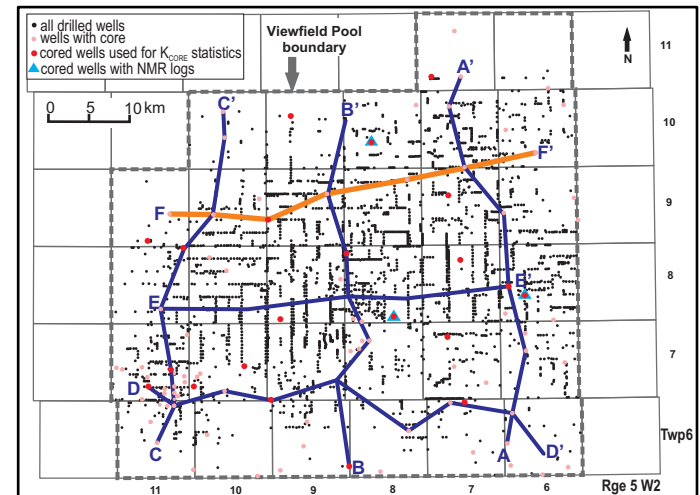 all drilled wells
wells with core
cored wells used for KCORE statistics
cored wells with NMR logs
Viewfield Pool
boundary
0 5 10 km
N
11
10
9
8
7
Twp6
A'
C'
B'
F'
F
E
E'
D
C
B
A
D'
11 10 9 8 7 6
Rge 5 W2